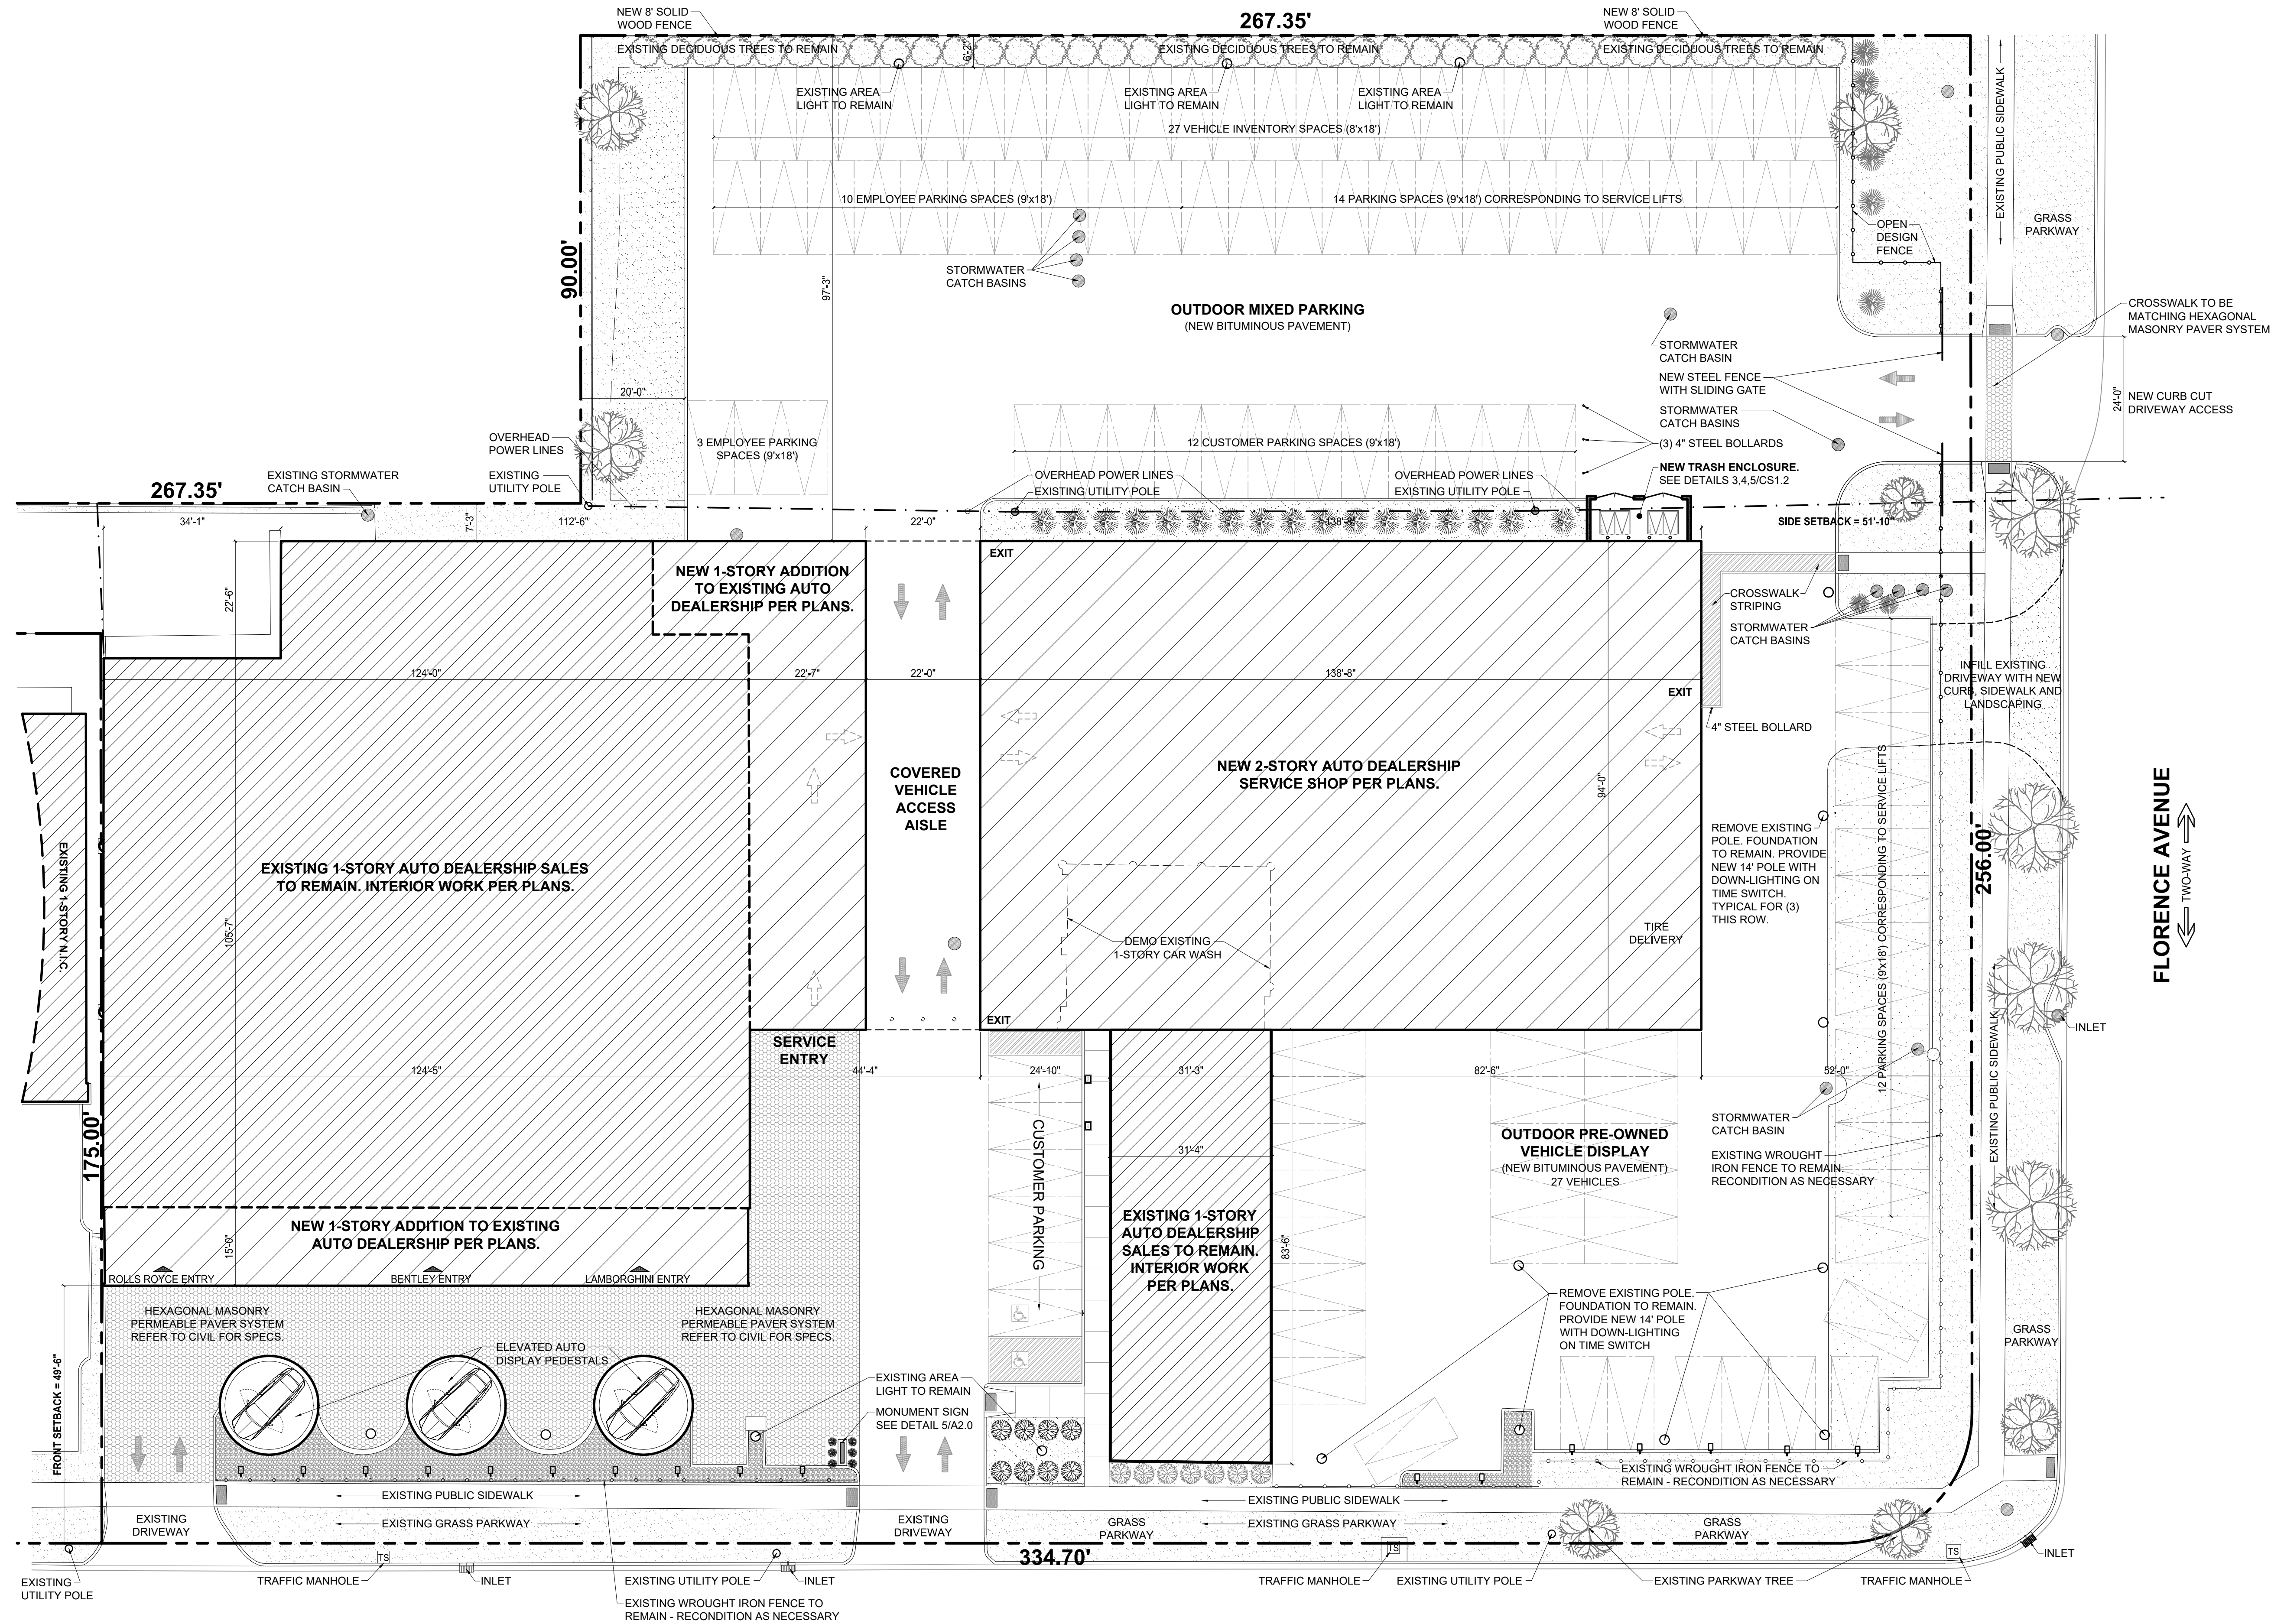 NEW 8' SOLID
WOOD FENCE
267.35'
NEW 8' SOLID
WOOD FENCE
EXISTING DECIDUOUS TREES TO REMAIN
6'-2"
EXISTING DECIDUOUS TREES TO REMAIN
EXISTING DECIDUOUS TREES TO REMAIN
EXISTING AREA
LIGHT TO REMAIN
EXISTING AREA
LIGHT TO REMAIN
EXISTING AREA
LIGHT TO REMAIN
27 VEHICLE INVENTORY SPACES (8'x18')
10 EMPLOYEE PARKING SPACES (9'x18')
14 PARKING SPACES (9'x18') CORRESPONDING TO SERVICE LIFTS
EXISTING PUBLIC SIDEWALK
GRASS
PARKWAY
OPEN
DESIGN
FENCE
90.00'
97'-3"
STORMWATER
CATCH BASINS
OUTDOOR MIXED PARKING
(NEW BITUMINOUS PAVEMENT)
CROSSWALK TO BE
MATCHING HEXAGONAL
MASONRY PAVER SYSTEM
STORMWATER
CATCH BASIN
NEW STEEL FENCE
WITH SLIDING GATE
STORMWATER
CATCH BASINS
24'-0"
NEW CURB CUT
DRIVEWAY ACCESS
20'-0"
3 EMPLOYEE PARKING
SPACES (9'x18')
12 CUSTOMER PARKING SPACES (9'x18')
(3) 4" STEEL BOLLARDS
OVERHEAD
POWER LINES
EXISTING
UTILITY POLE
OVERHEAD POWER LINES
EXISTING UTILITY POLE
OVERHEAD POWER LINES
EXISTING UTILITY POLE
NEW TRASH ENCLOSURE.
SEE DETAILS 3,4,5/CS1.2
267.35'
EXISTING STORMWATER
CATCH BASIN
34'-1"
7'-3"
112'-6"
22'-0"
138'-8"
SIDE SETBACK = 51'-10"
EXIT
NEW 1-STORY ADDITION
TO EXISTING AUTO
DEALERSHIP PER PLANS.
22'-6"
CROSSWALK
STRIPING
STORMWATER
CATCH BASINS
124'-0"
22'-7"
22'-0"
138'-8"
EXIT
INFILL EXISTING
DRIVEWAY WITH NEW
CURB, SIDEWALK AND
LANDSCAPING
4" STEEL BOLLARD
COVERED
VEHICLE
ACCESS
AISLE
NEW 2-STORY AUTO DEALERSHIP
SERVICE SHOP PER PLANS.
94'-0"
12 PARKING SPACES (9'x18') CORRESPONDING TO SERVICE LIFTS
256.00'
FLORENCE AVENUE
TWO-WAY
EXISTING 1-STORY N.I.C.
EXISTING 1-STORY AUTO DEALERSHIP SALES
TO REMAIN. INTERIOR WORK PER PLANS.
105'-7"
REMOVE EXISTING
POLE. FOUNDATION
TO REMAIN. PROVIDE
NEW 14' POLE WITH
DOWN-LIGHTING ON
TIME SWITCH.
TYPICAL FOR (3)
THIS ROW.
DEMO EXISTING
1-STORY CAR WASH
TIRE
DELIVERY
EXIT
INLET
SERVICE
ENTRY
124'-5"
44'-4"
24'-10"
31'-3"
82'-6"
52'-0"
175.00'
CUSTOMER PARKING
31'-4"
OUTDOOR PRE-OWNED
VEHICLE DISPLAY
(NEW BITUMINOUS PAVEMENT)
27 VEHICLES
STORMWATER
CATCH BASIN
EXISTING WROUGHT
IRON FENCE TO REMAIN.
RECONDITION AS NECESSARY
EXISTING PUBLIC SIDEWALK
NEW 1-STORY ADDITION TO EXISTING
AUTO DEALERSHIP PER PLANS.
15'-0"
EXISTING 1-STORY
AUTO DEALERSHIP
SALES TO REMAIN.
INTERIOR WORK
PER PLANS.
83'-6"
ROLLS ROYCE ENTRY
BENTLEY ENTRY
LAMBORGHINI ENTRY
HEXAGONAL MASONRY
PERMEABLE PAVER SYSTEM
REFER TO CIVIL FOR SPECS.
HEXAGONAL MASONRY
PERMEABLE PAVER SYSTEM
REFER TO CIVIL FOR SPECS.
REMOVE EXISTING POLE.
FOUNDATION TO REMAIN.
PROVIDE NEW 14' POLE
WITH DOWN-LIGHTING
ON TIME SWITCH
GRASS
PARKWAY
ELEVATED AUTO
DISPLAY PEDESTALS
FRONT SETBACK = 49'-6"
EXISTING AREA
LIGHT TO REMAIN
MONUMENT SIGN
SEE DETAIL 5/A2.0
EXISTING WROUGHT IRON FENCE TO
REMAIN - RECONDITION AS NECESSARY
EXISTING PUBLIC SIDEWALK
EXISTING PUBLIC SIDEWALK
EXISTING
DRIVEWAY
EXISTING GRASS PARKWAY
EXISTING
DRIVEWAY
GRASS
PARKWAY
EXISTING GRASS PARKWAY
GRASS
PARKWAY
334.70'
TS
TS
TS
INLET
EXISTING
UTILITY POLE
TRAFFIC MANHOLE
INLET
EXISTING UTILITY POLE
INLET
TRAFFIC MANHOLE
EXISTING UTILITY POLE
EXISTING PARKWAY TREE
TRAFFIC MANHOLE
EXISTING WROUGHT IRON FENCE TO
REMAIN - RECONDITION AS NECESSARY